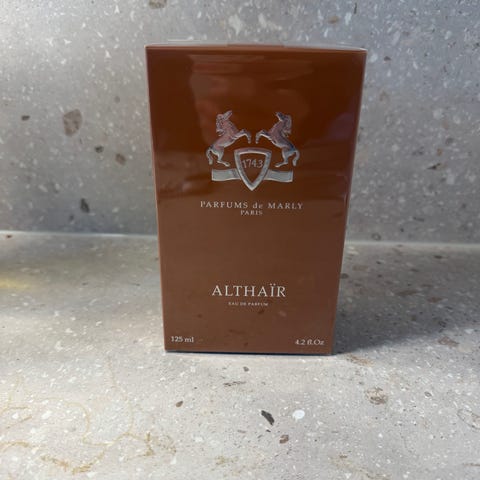 1743
PARFUMS de MARLY
PARIS
ALTHAÏR
EAU DE PARFUM
125 ml 4.2 fl.Oz